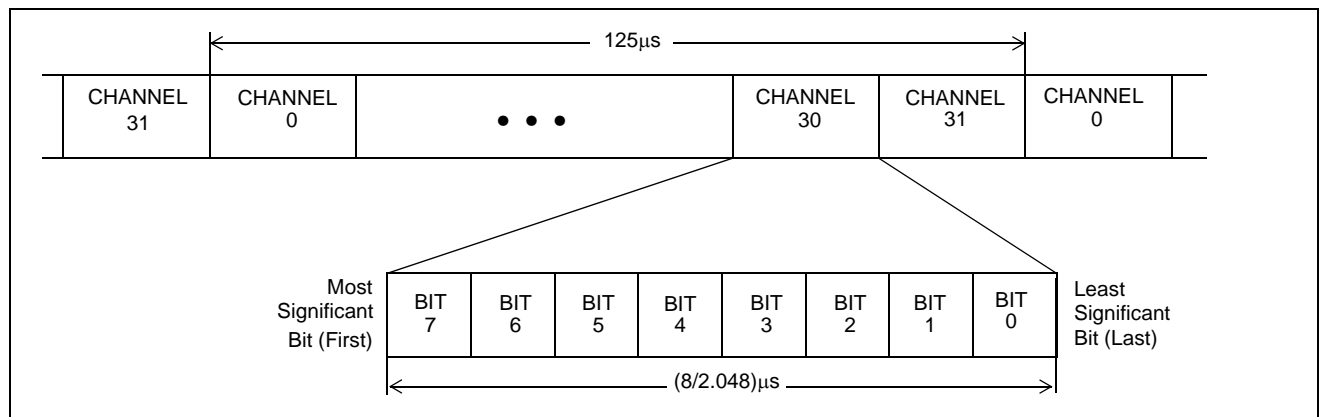 125µs
CHANNEL
31
CHANNEL
0
• • •
CHANNEL
30
CHANNEL
31
CHANNEL
0
Most
Significant
Bit (First)
BIT
7
BIT
6
BIT
5
BIT
4
BIT
3
BIT
2
BIT
1
BIT
0
Least
Significant
Bit (Last)
(8/2.048)µs